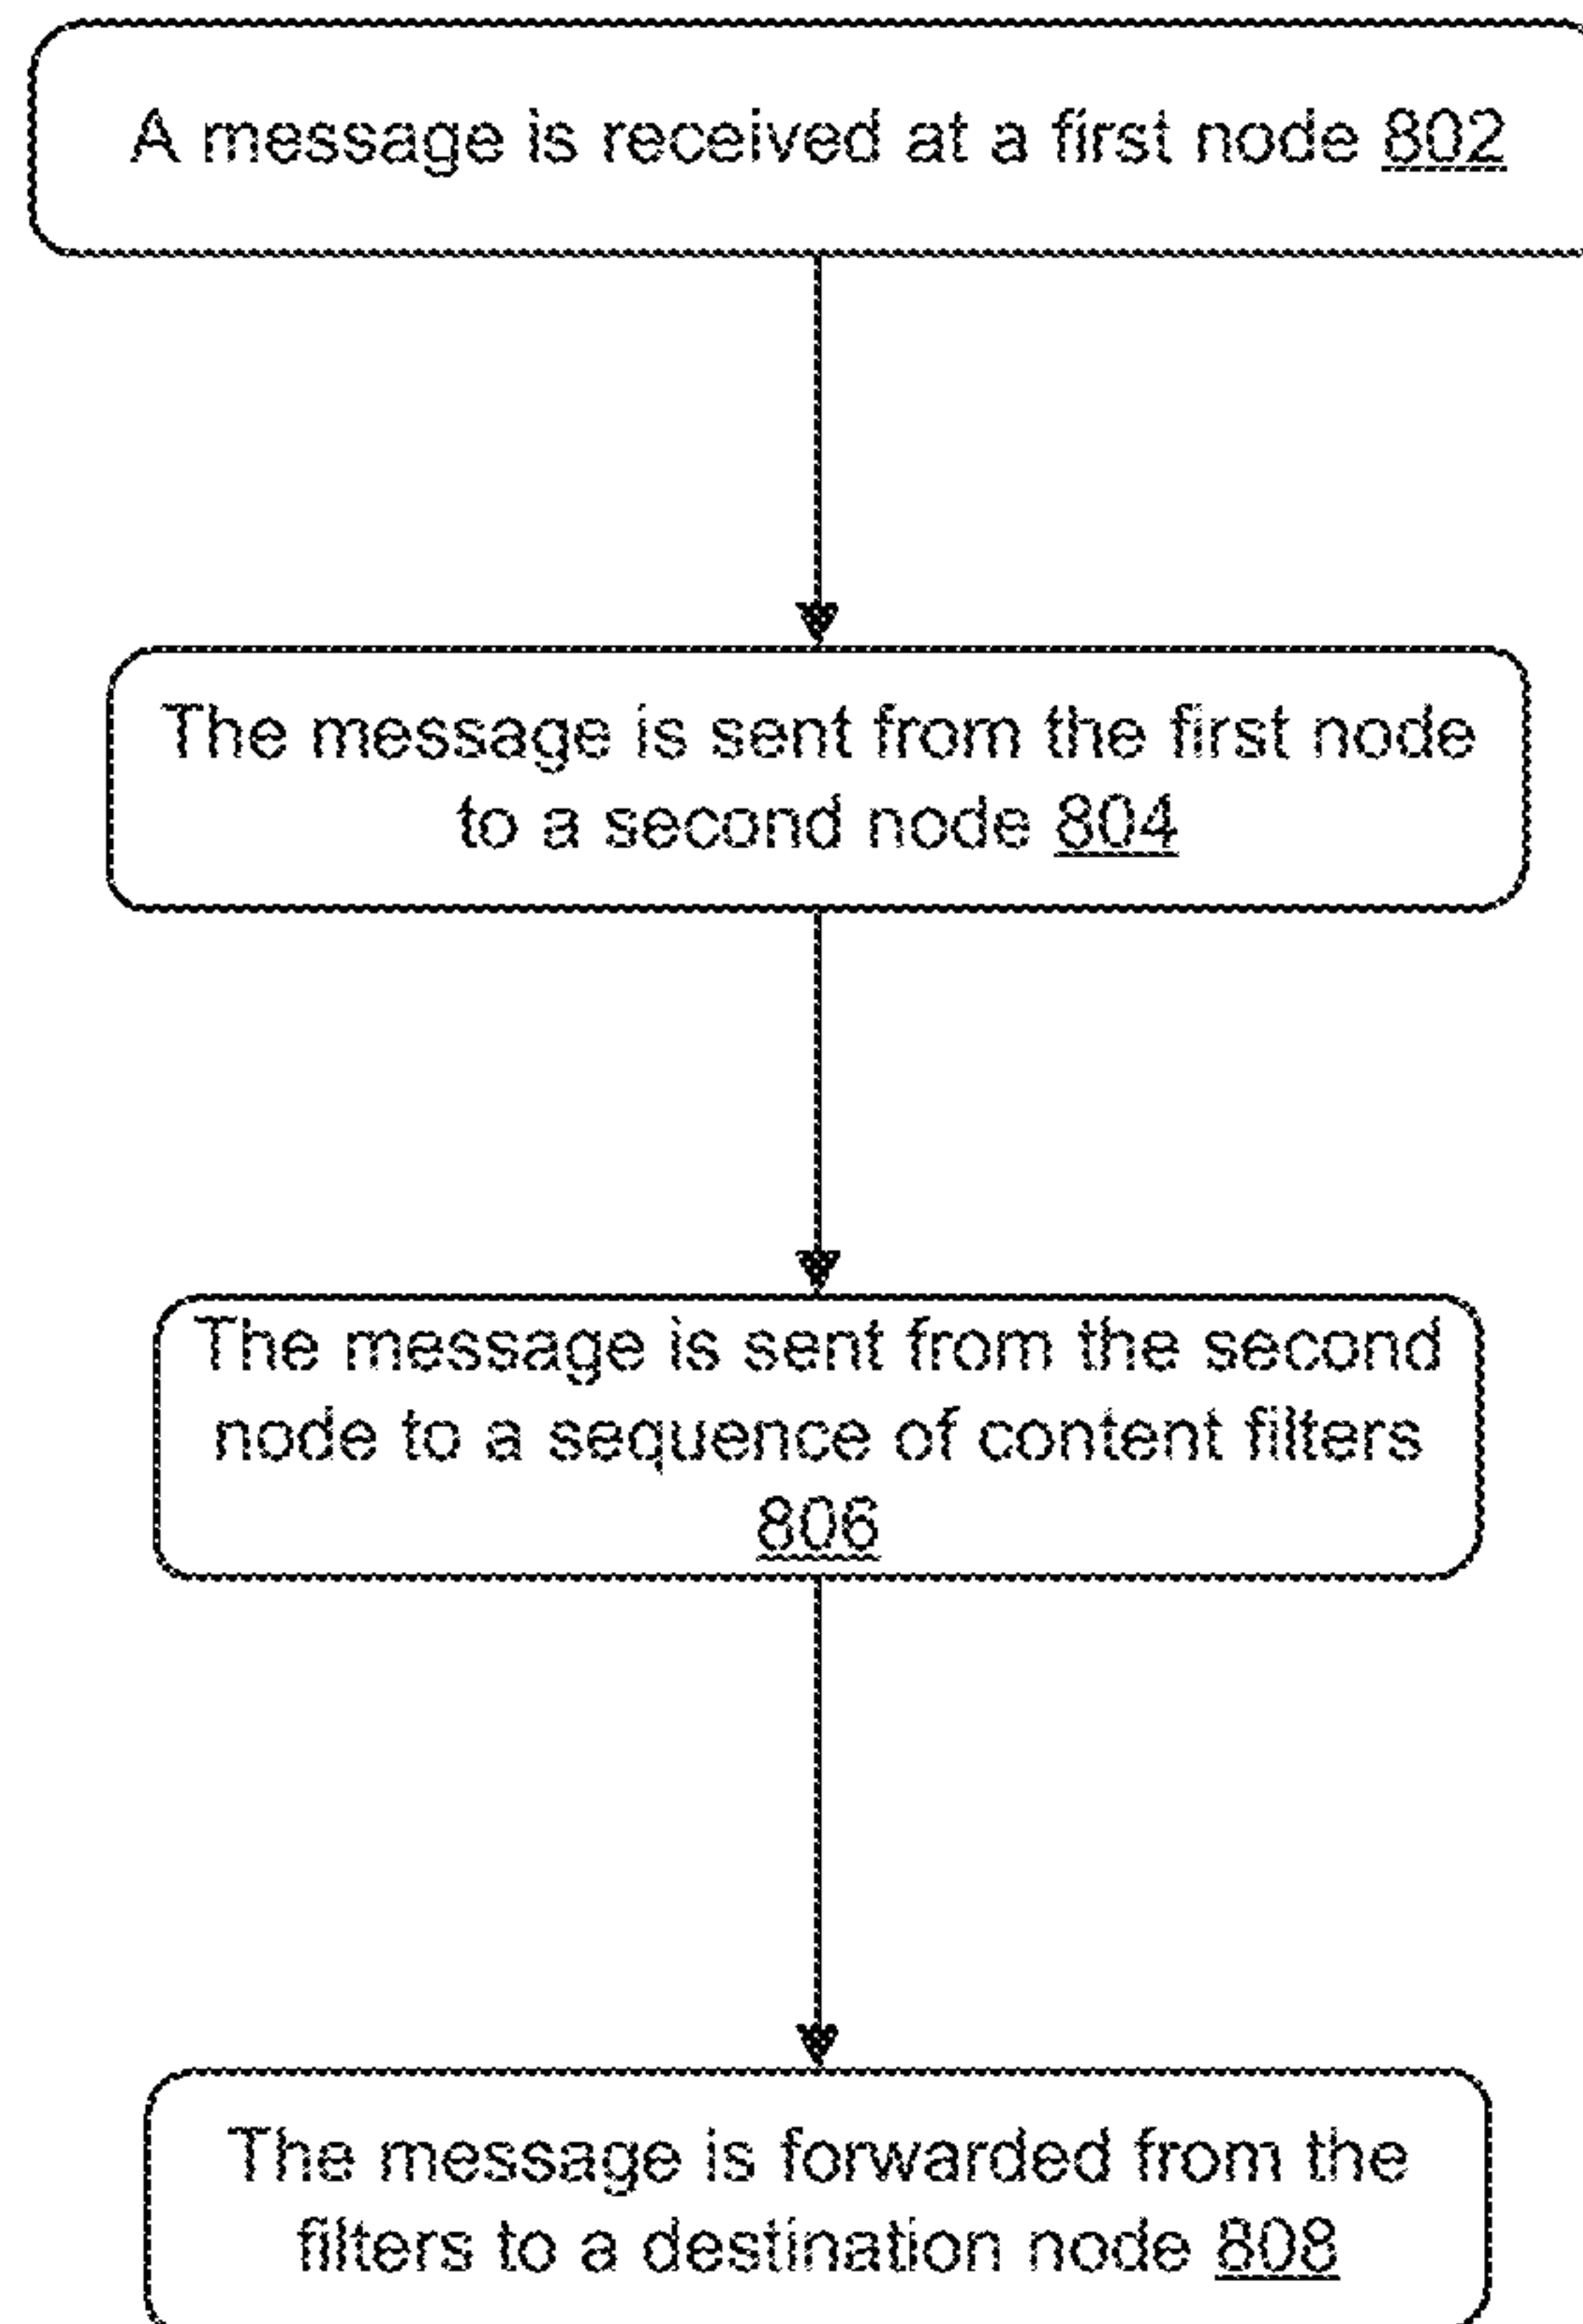 A message is received at a first node 802
The message is sent from the first node
to a second node 804
The message is sent from the second
node to a sequence of content filters
806
The message is forwarded from the
filters to a destination node 808